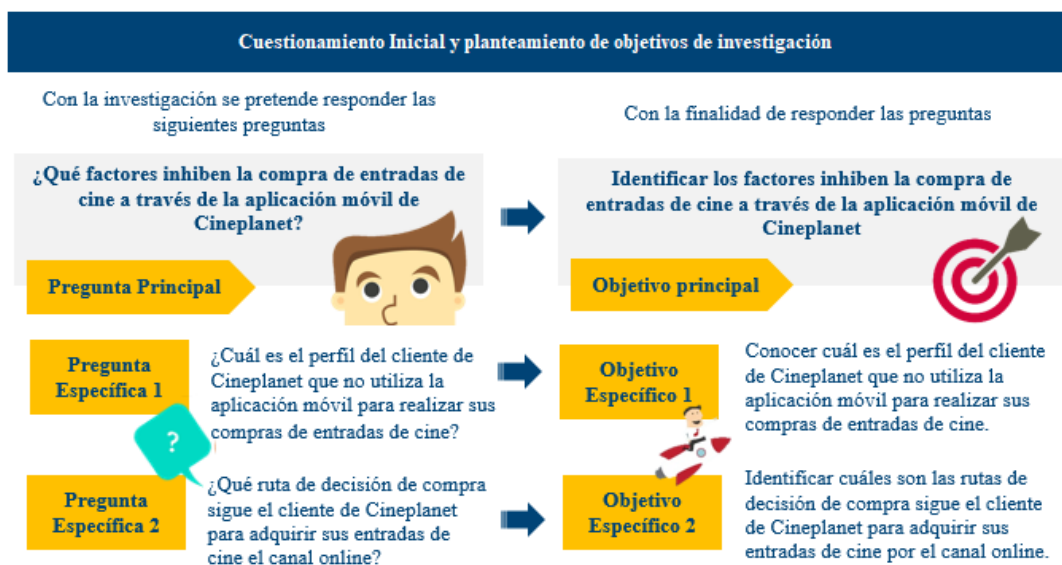 Cuestionamiento Inicial y planteamiento de objetivos de investigación
Con la investigación se pretende responder las
siguientes preguntas
¿Qué factores inhiben la compra de entradas de
cine a través de la aplicación móvil de
Cineplanet?
Pregunta Principal
Pregunta
Específica 1
¿Cuál es el perfil del cliente de
Cineplanet que no utiliza la
aplicación móvil para realizar sus
compras de entradas de cine?
?
Pregunta
Específica 2
¿Qué ruta de decisión de compra
sigue el cliente de Cineplanet
para adquirir sus entradas de
cine el canal online?
Con la finalidad de responder las preguntas
Identificar los factores inhiben la compra de
entradas de cine a través de la aplicación móvil de
Cineplanet
Objetivo principal
Objetivo
Específico 1
Conocer cuál es el perfil del cliente
de Cineplanet que no utiliza la
aplicación móvil para realizar sus
compras de entradas de cine.
Objetivo
Específico 2
Identificar cuáles son las rutas de
decisión de compra sigue el cliente
de Cineplanet para adquirir sus
entradas de cine por el canal online.